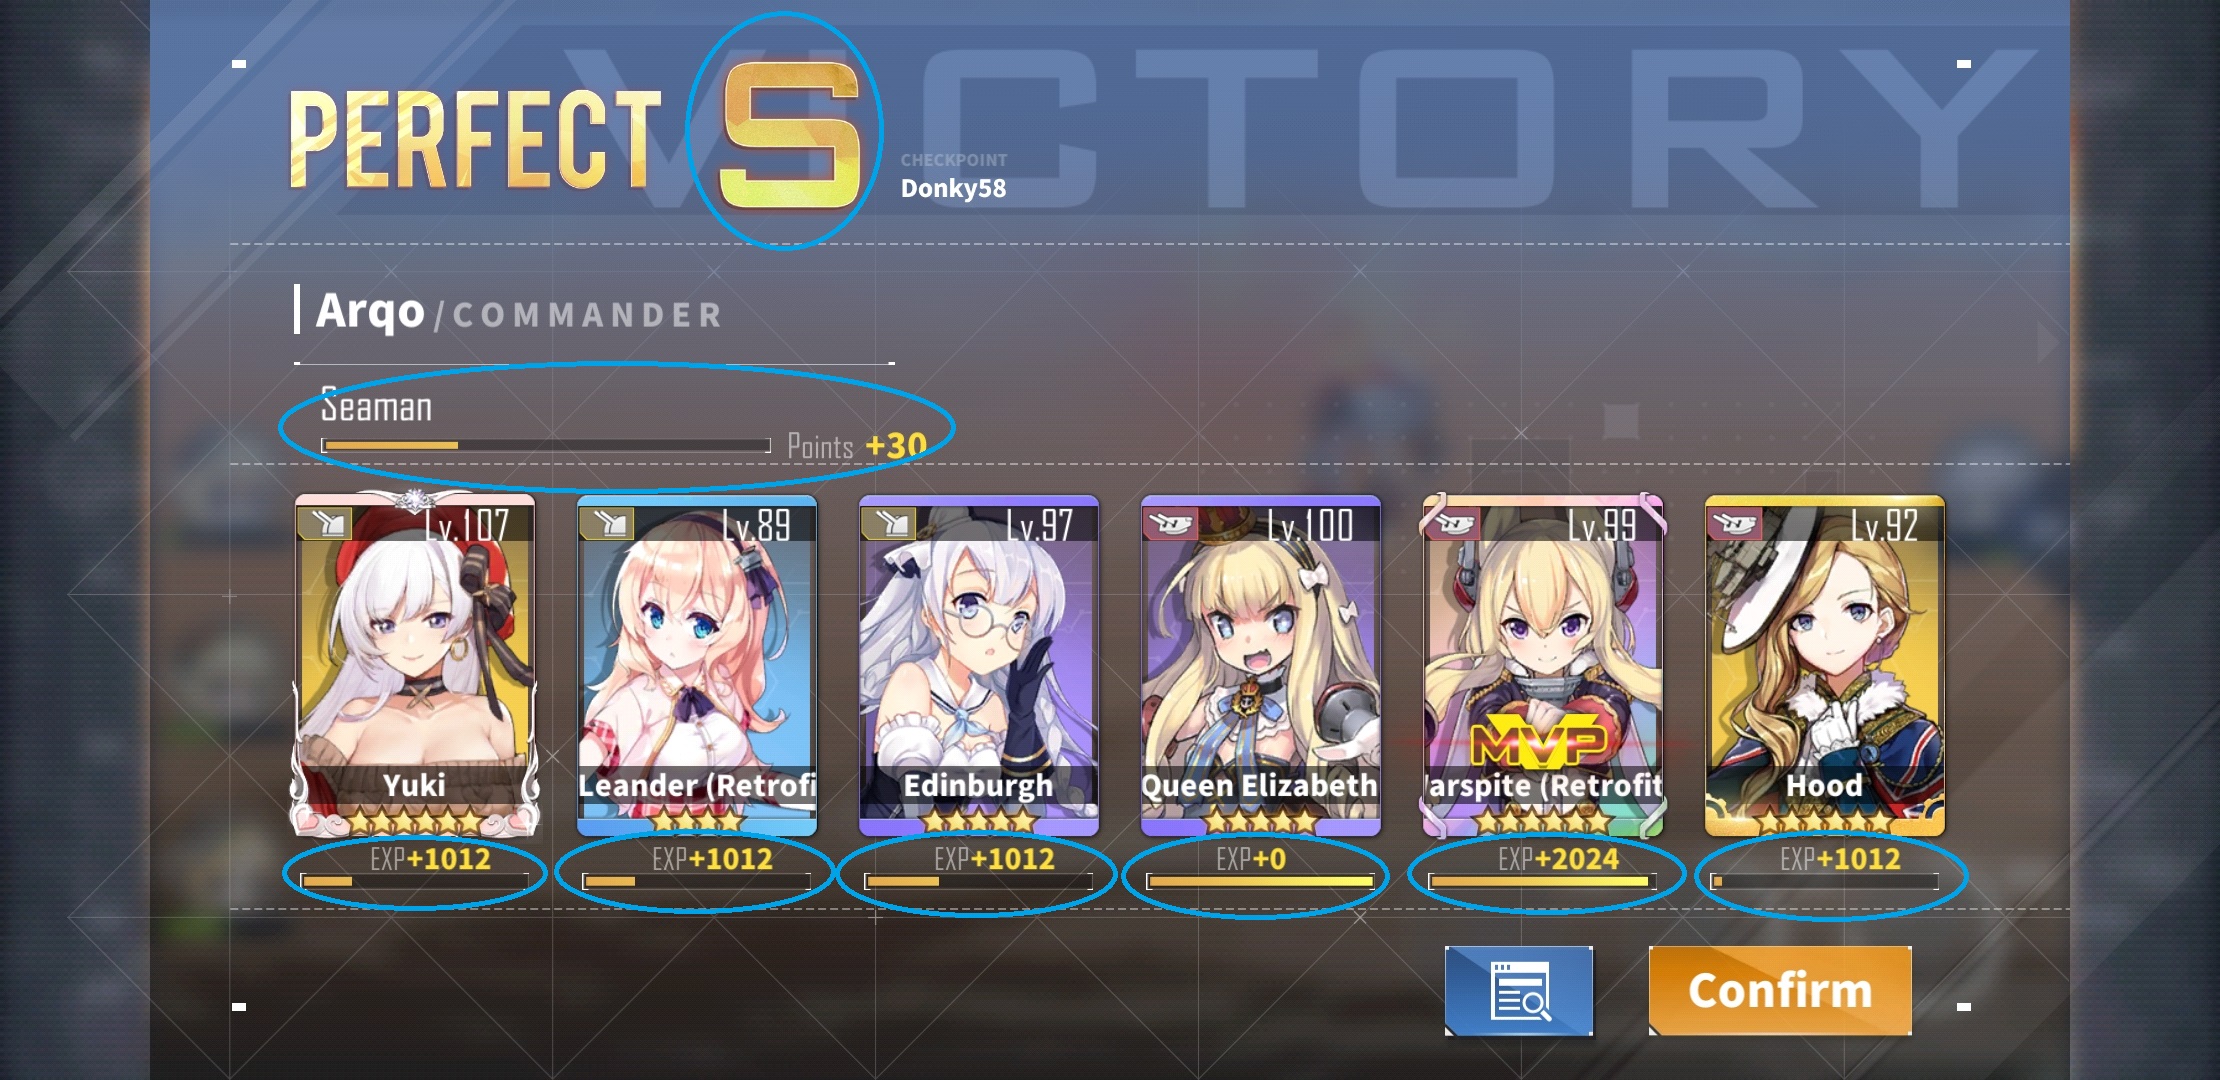 VICTORY
PERFECT S
CHECKPOINT
Donky58
Arqo / COMMANDER
Seaman
Points +30
Lv.107
Lv.89
Lv.97
Lv.100
Lv.99
Lv.92
MVP
Yuki
Leander (Retrofi
Edinburgh
Queen Elizabeth
arspite (Retrofit
Hood
EXP+1012
EXP+1012
EXP+1012
EXP+0
EXP+2024
EXP+1012
Confirm